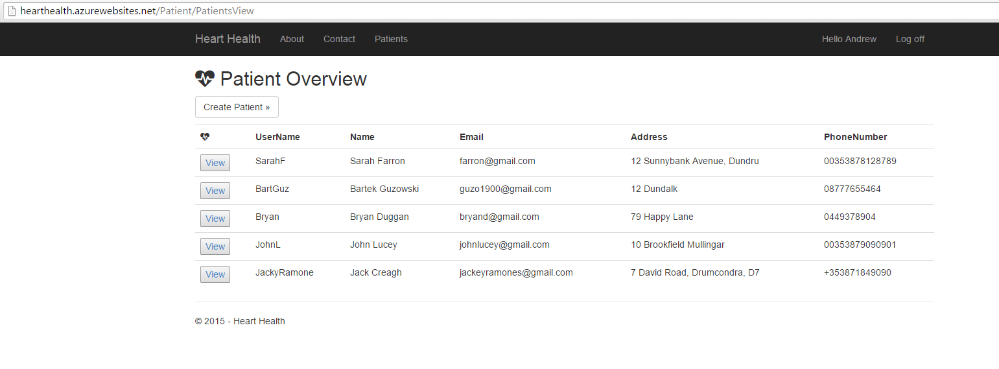 hearthealth.azurewebsites.net/Patient/PatientsView
Heart Health About Contact Patients Hello Andrew Log off
Patient Overview
Create Patient »
UserName Name Email Address PhoneNumber
View SarahF Sarah Farron farron@gmail.com 12 Sunnybank Avenue, Dundru 00353878128789
View BartGuz Bartek Guzowski guzo1900@gmail.com 12 Dundalk 08777655464
View Bryan Bryan Duggan bryand@gmail.com 79 Happy Lane 0449378904
View JohnL John Lucey johnlucey@gmail.com 10 Brookfield Mullingar 00353879090901
View JackyRamone Jack Creagh jackeyramones@gmail.com 7 David Road, Drumcondra, D7 +353871849090
© 2015 - Heart Health